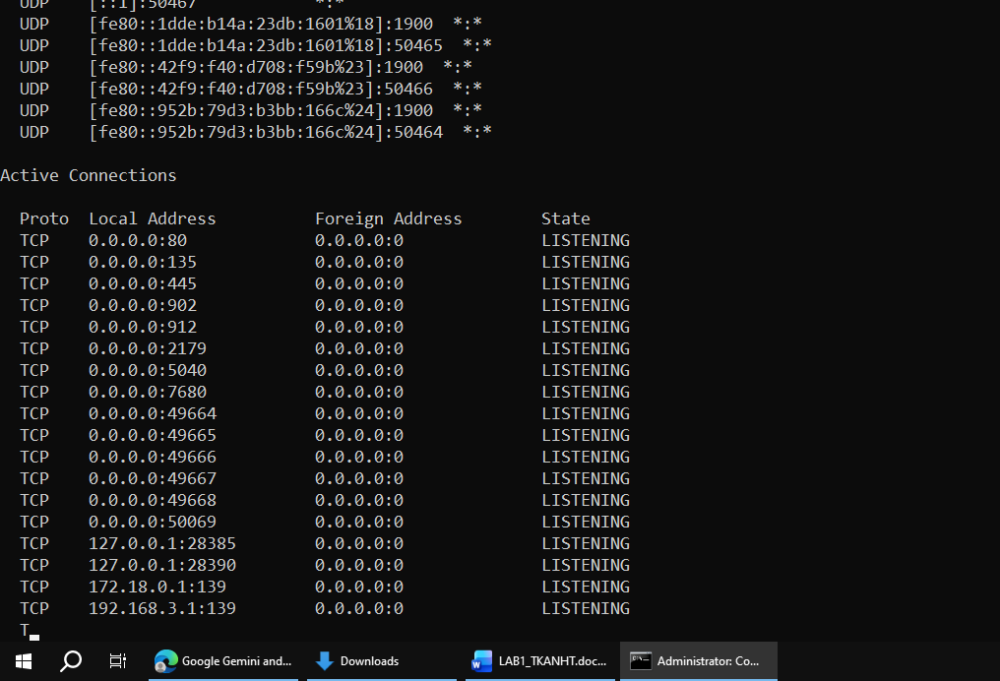 UDP    [::1]:50467            *:*
UDP    [fe80::1dde:b14a:23db:1601%18]:1900  *:*
UDP    [fe80::1dde:b14a:23db:1601%18]:50465  *:*
UDP    [fe80::42f9:f40:d708:f59b%23]:1900  *:*
UDP    [fe80::42f9:f40:d708:f59b%23]:50466  *:*
UDP    [fe80::952b:79d3:b3bb:166c%24]:1900  *:*
UDP    [fe80::952b:79d3:b3bb:166c%24]:50464  *:*
Active Connections
Proto  Local Address          Foreign Address        State
TCP    0.0.0.0:80             0.0.0.0:0              LISTENING
TCP    0.0.0.0:135            0.0.0.0:0              LISTENING
TCP    0.0.0.0:445            0.0.0.0:0              LISTENING
TCP    0.0.0.0:902            0.0.0.0:0              LISTENING
TCP    0.0.0.0:912            0.0.0.0:0              LISTENING
TCP    0.0.0.0:2179           0.0.0.0:0              LISTENING
TCP    0.0.0.0:5040           0.0.0.0:0              LISTENING
TCP    0.0.0.0:7680           0.0.0.0:0              LISTENING
TCP    0.0.0.0:49664          0.0.0.0:0              LISTENING
TCP    0.0.0.0:49665          0.0.0.0:0              LISTENING
TCP    0.0.0.0:49666          0.0.0.0:0              LISTENING
TCP    0.0.0.0:49667          0.0.0.0:0              LISTENING
TCP    0.0.0.0:49668          0.0.0.0:0              LISTENING
TCP    0.0.0.0:50069          0.0.0.0:0              LISTENING
TCP    127.0.0.1:28385        0.0.0.0:0              LISTENING
TCP    127.0.0.1:28390        0.0.0.0:0              LISTENING
TCP    172.18.0.1:139         0.0.0.0:0              LISTENING
TCP    192.168.3.1:139        0.0.0.0:0              LISTENING
T_
Google Gemini and... Downloads LAB1_TKANHT.doc... Administrator: Co...